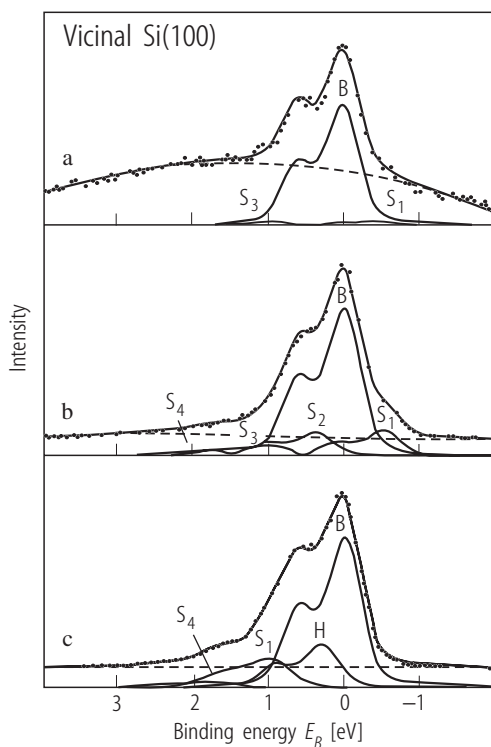 Vicinal Si(100)
B
a
S3
S1
B
b
S4
S3
S2
S1
B
c
S4
S1
H
3 2 1 0 −1
Binding energy EB [eV]
Intensity